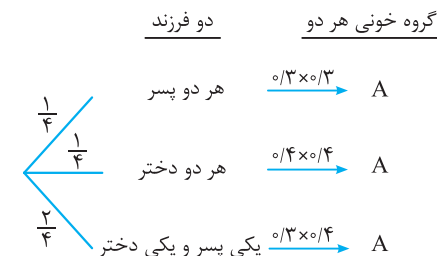 گروه خونی هر دو    دو فرزند
۱/۴    هر دو پسر    ۰/۳×۰/۳    A
۱/۴    هر دو دختر    ۰/۴×۰/۴    A
۲/۴    یکی پسر و یکی دختر    ۰/۳×۰/۴    A